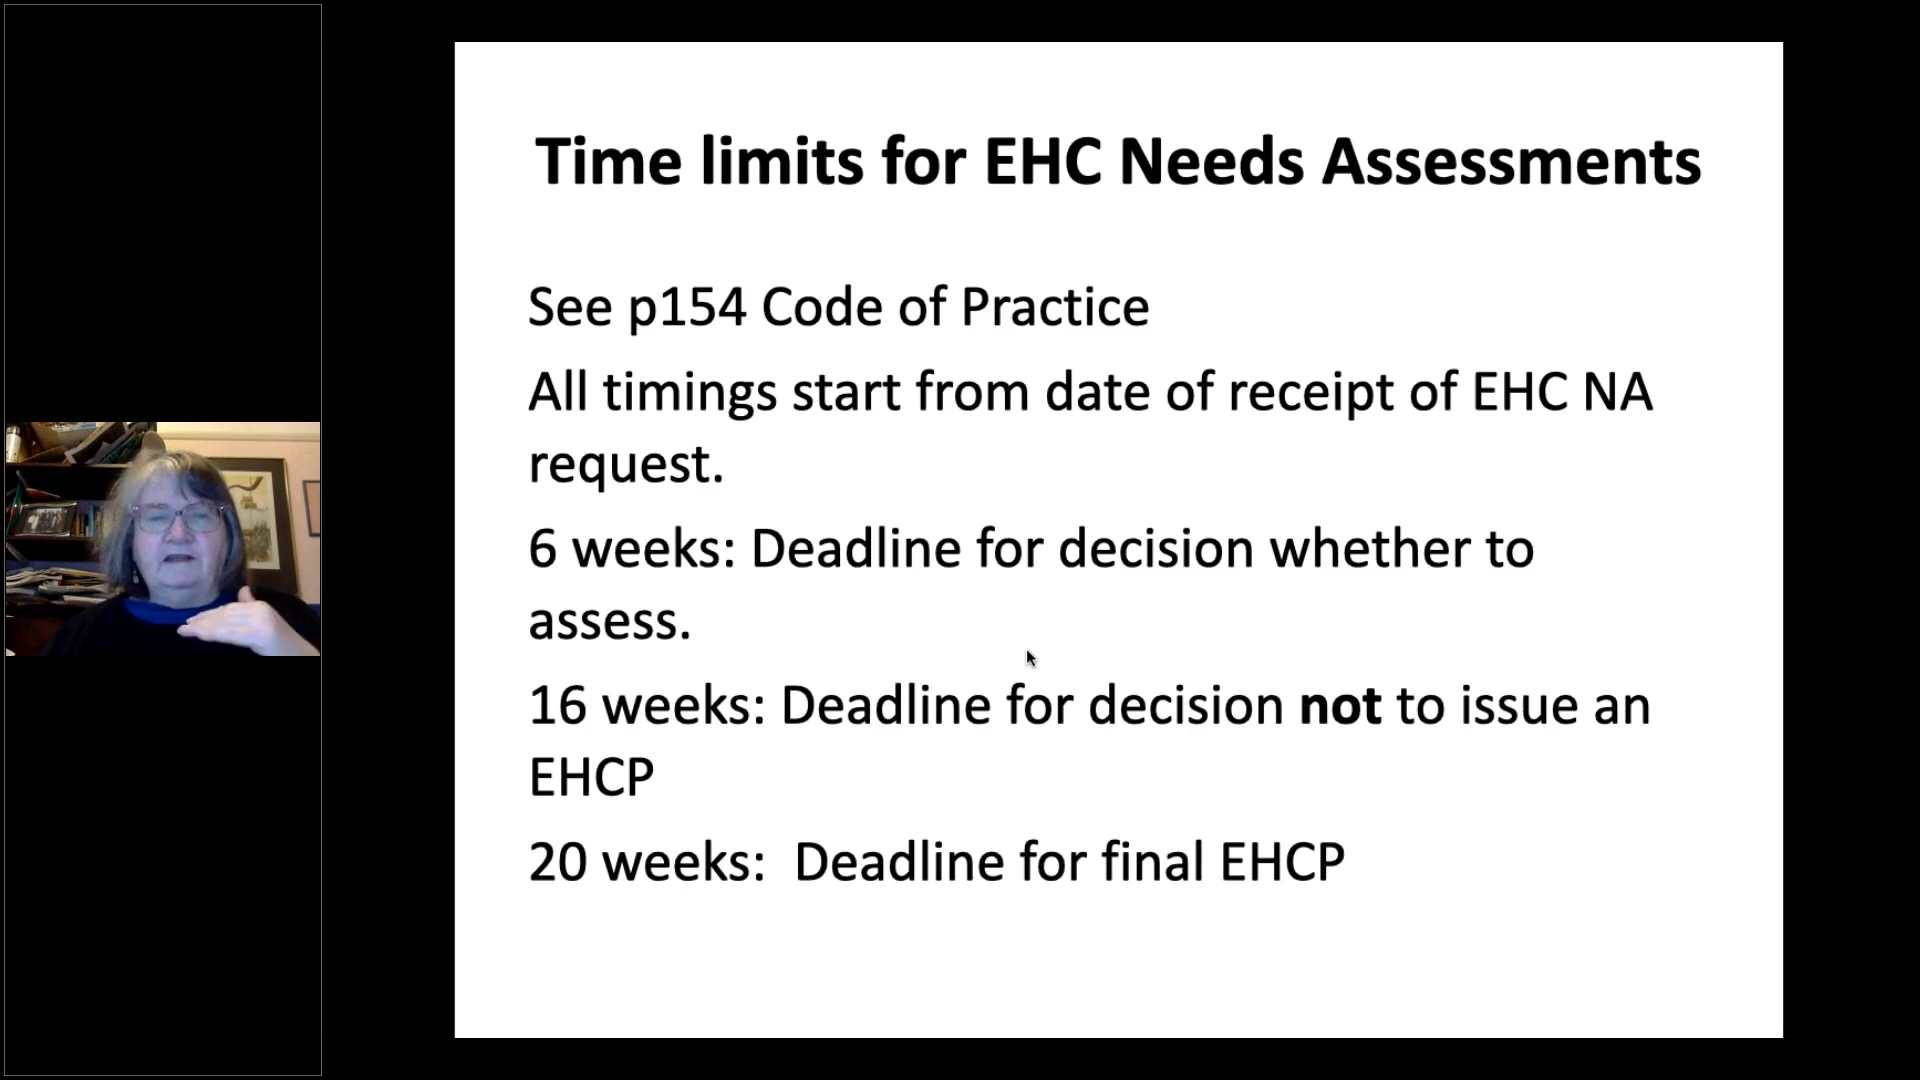 Time limits for EHC Needs Assessments
See p154 Code of Practice
All timings start from date of receipt of EHC NA
request.
6 weeks: Deadline for decision whether to
assess.
16 weeks: Deadline for decision not to issue an
EHCP
20 weeks:  Deadline for final EHCP